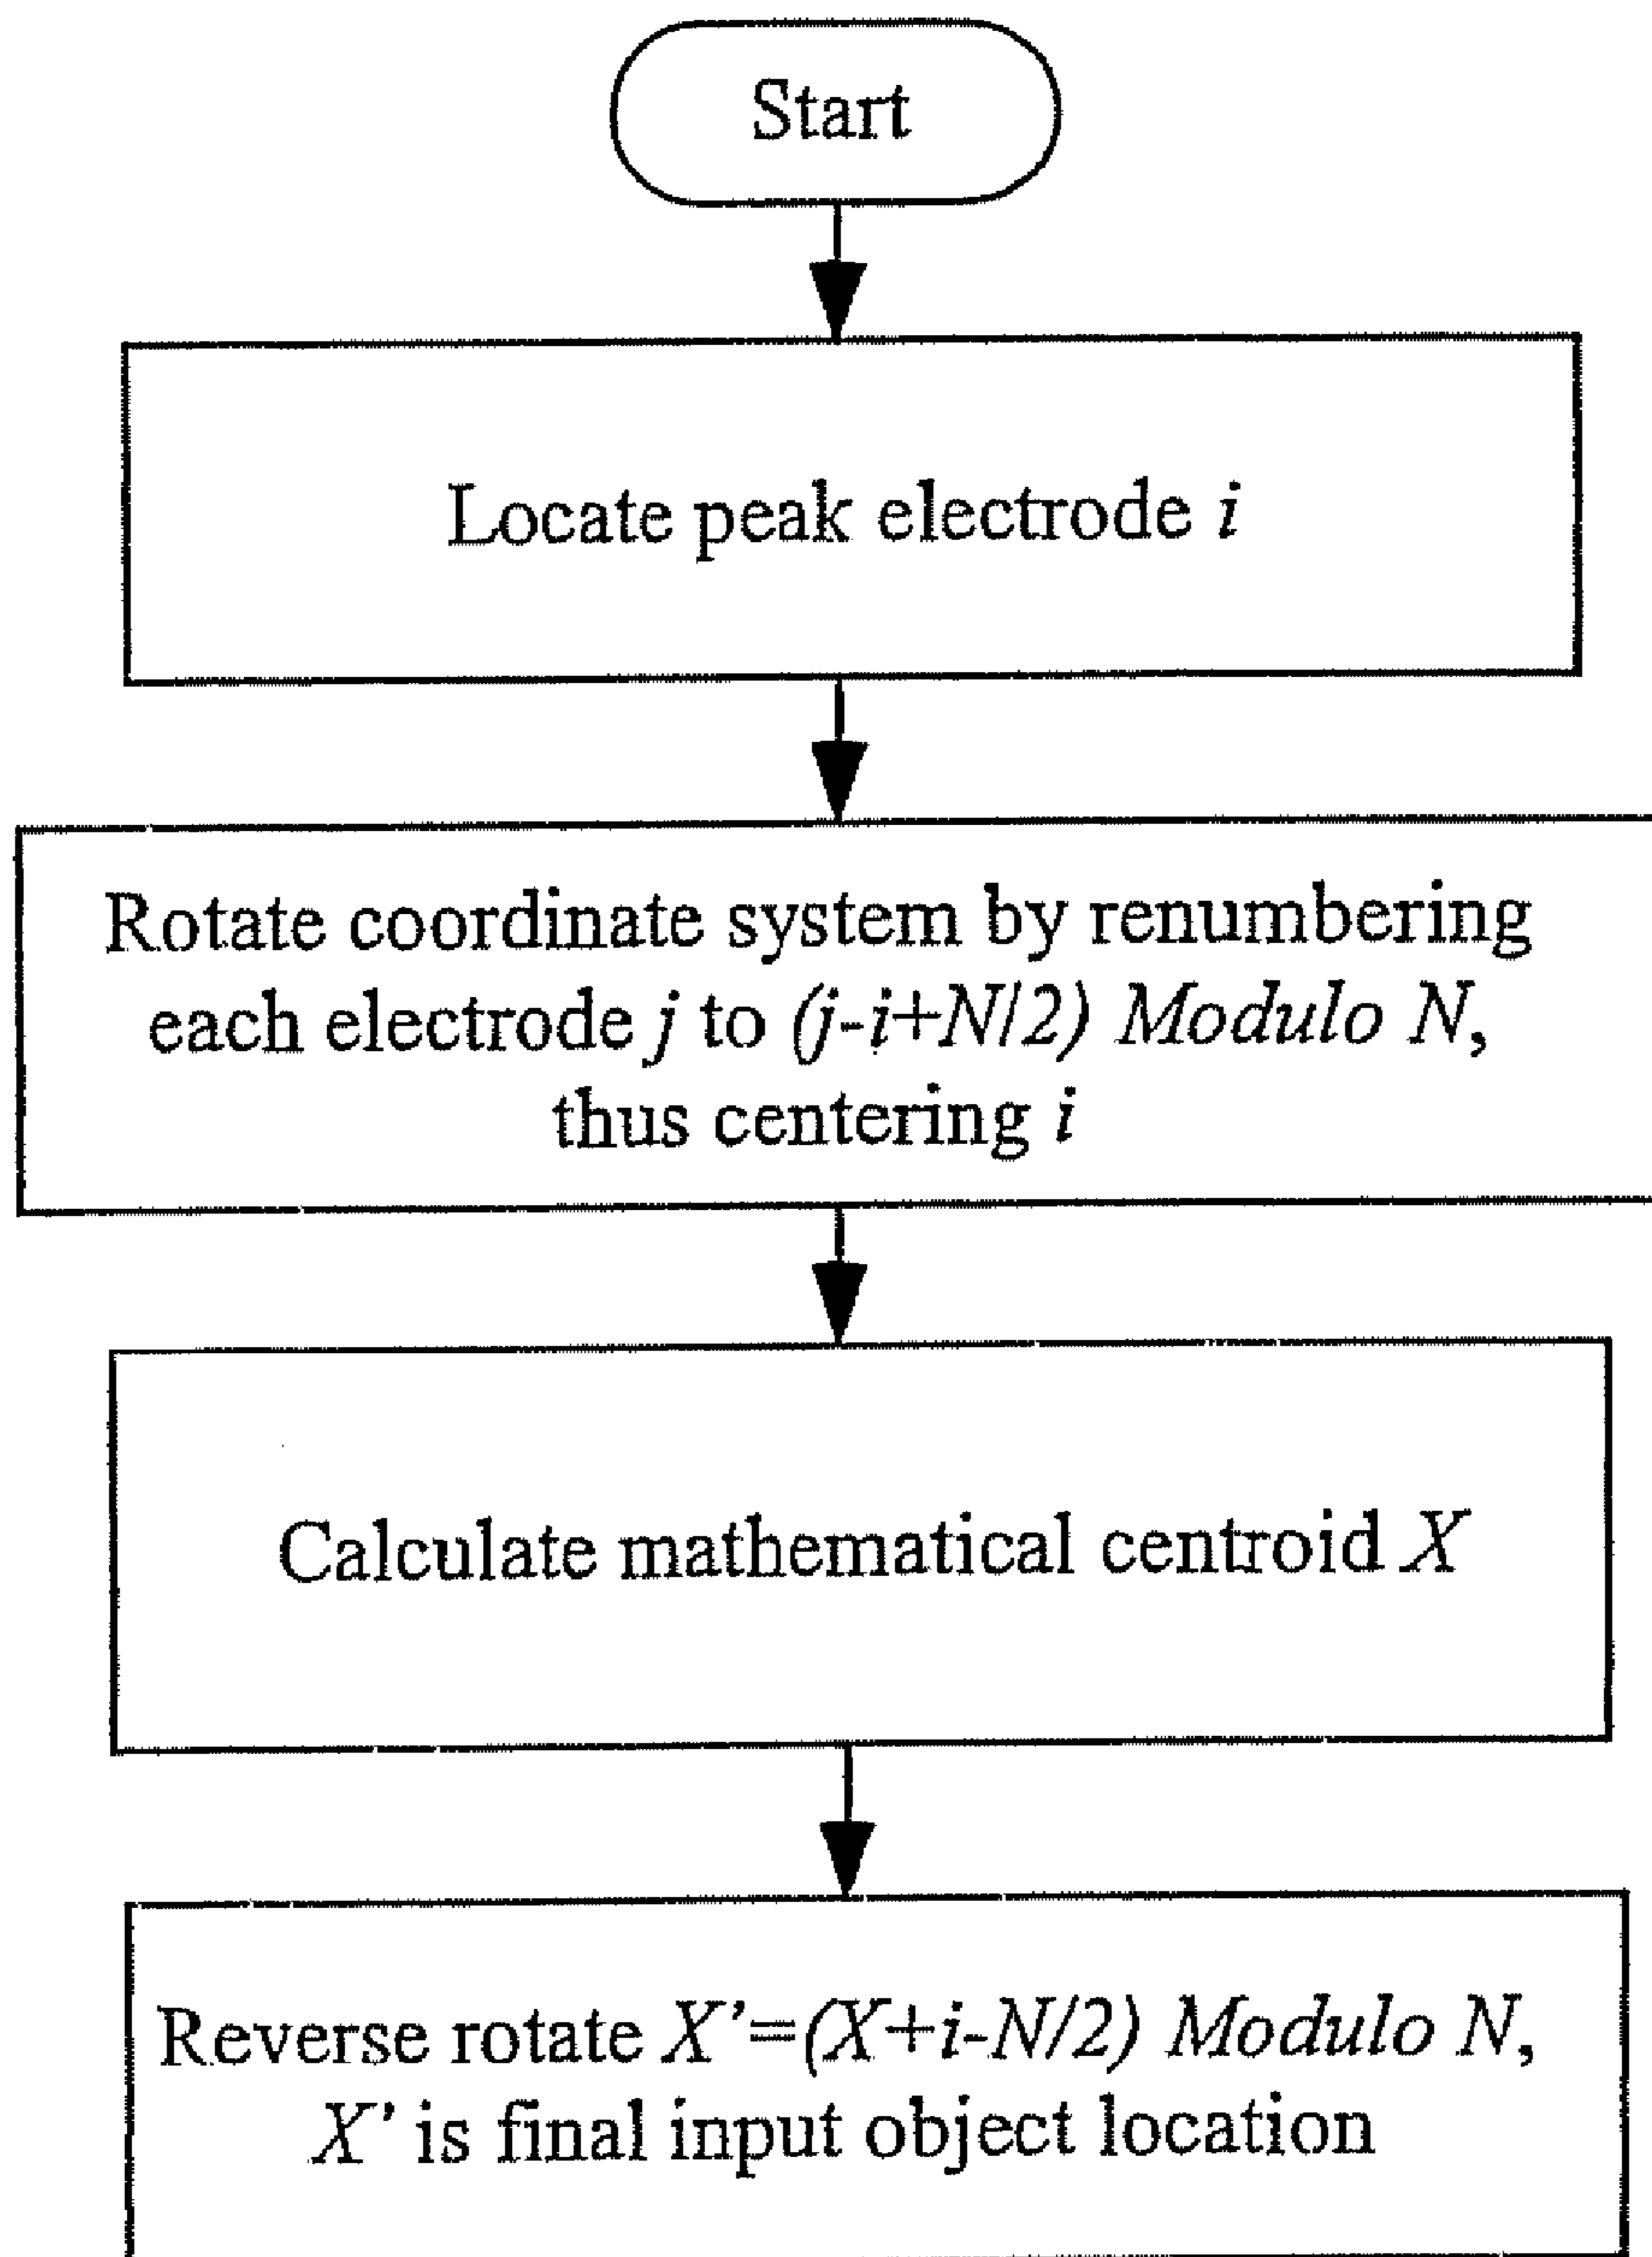 Start
Locate peak electrode i
Rotate coordinate system by renumbering
each electrode j to (j-i+N/2) Modulo N,
thus centering i
Calculate mathematical centroid X
Reverse rotate X’=(X+i-N/2) Modulo N,
X’ is final input object location